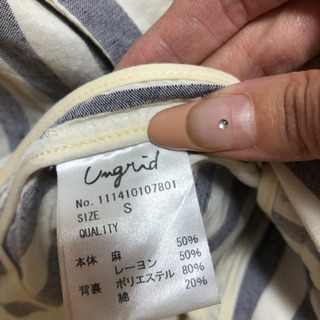 Ungrid
No. 111410107801
SIZE S
QUALITY
本体 麻 50%
レーヨン 50%
背裏 ポリエステル 80%
綿 20%